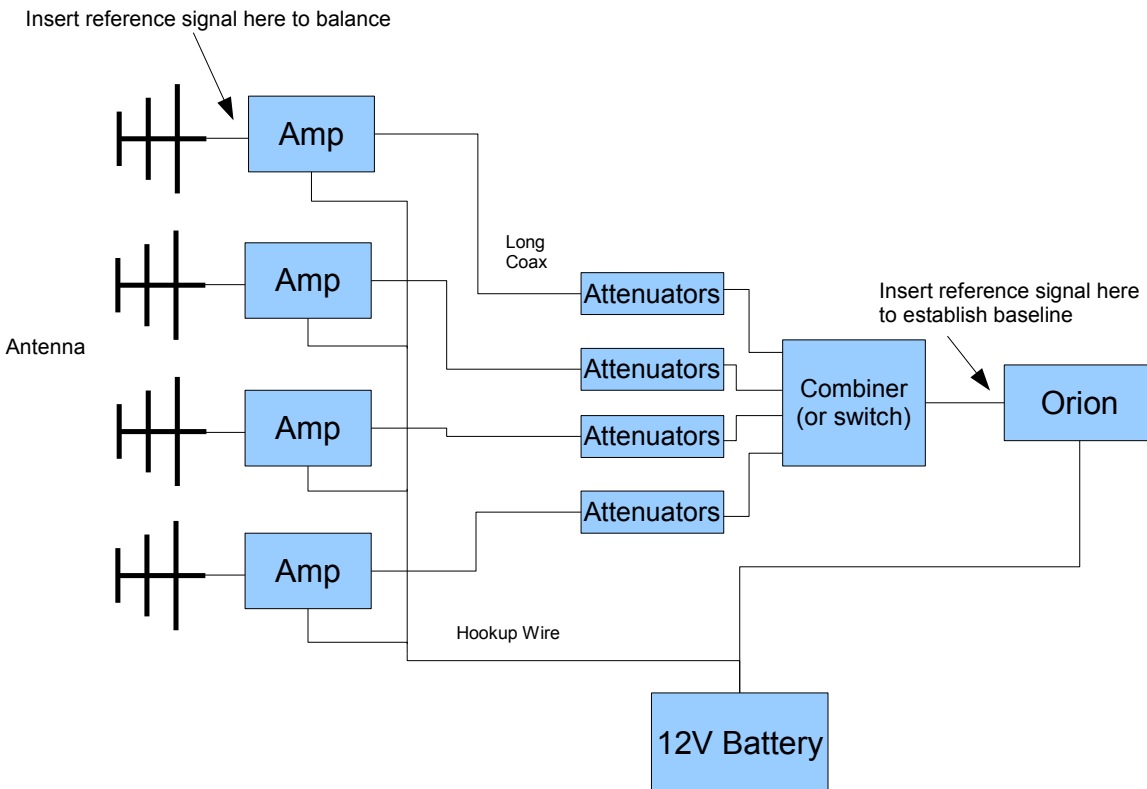 Insert reference signal here to balance
Amp
Amp
Long
Coax
Attenuators
Insert reference signal here
to establish baseline
Antenna
Attenuators
Combiner
(or switch)
Orion
Amp
Attenuators
Attenuators
Amp
Hookup Wire
12V Battery